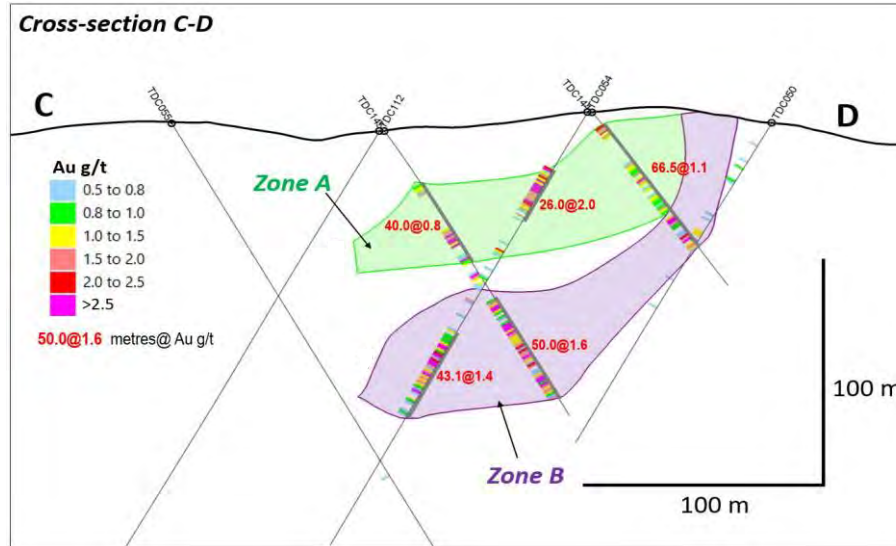 Cross-section C-D
C
TDC055
TDC112
TDC054
TDC050
D
Au g/t
0.5 to 0.8
0.8 to 1.0
1.0 to 1.5
1.5 to 2.0
2.0 to 2.5
>2.5
50.0@1.6 metres@ Au g/t
Zone A
40.0@0.8
26.0@2.0
66.5@1.1
43.1@1.4
50.0@1.6
Zone B
100 m
100 m